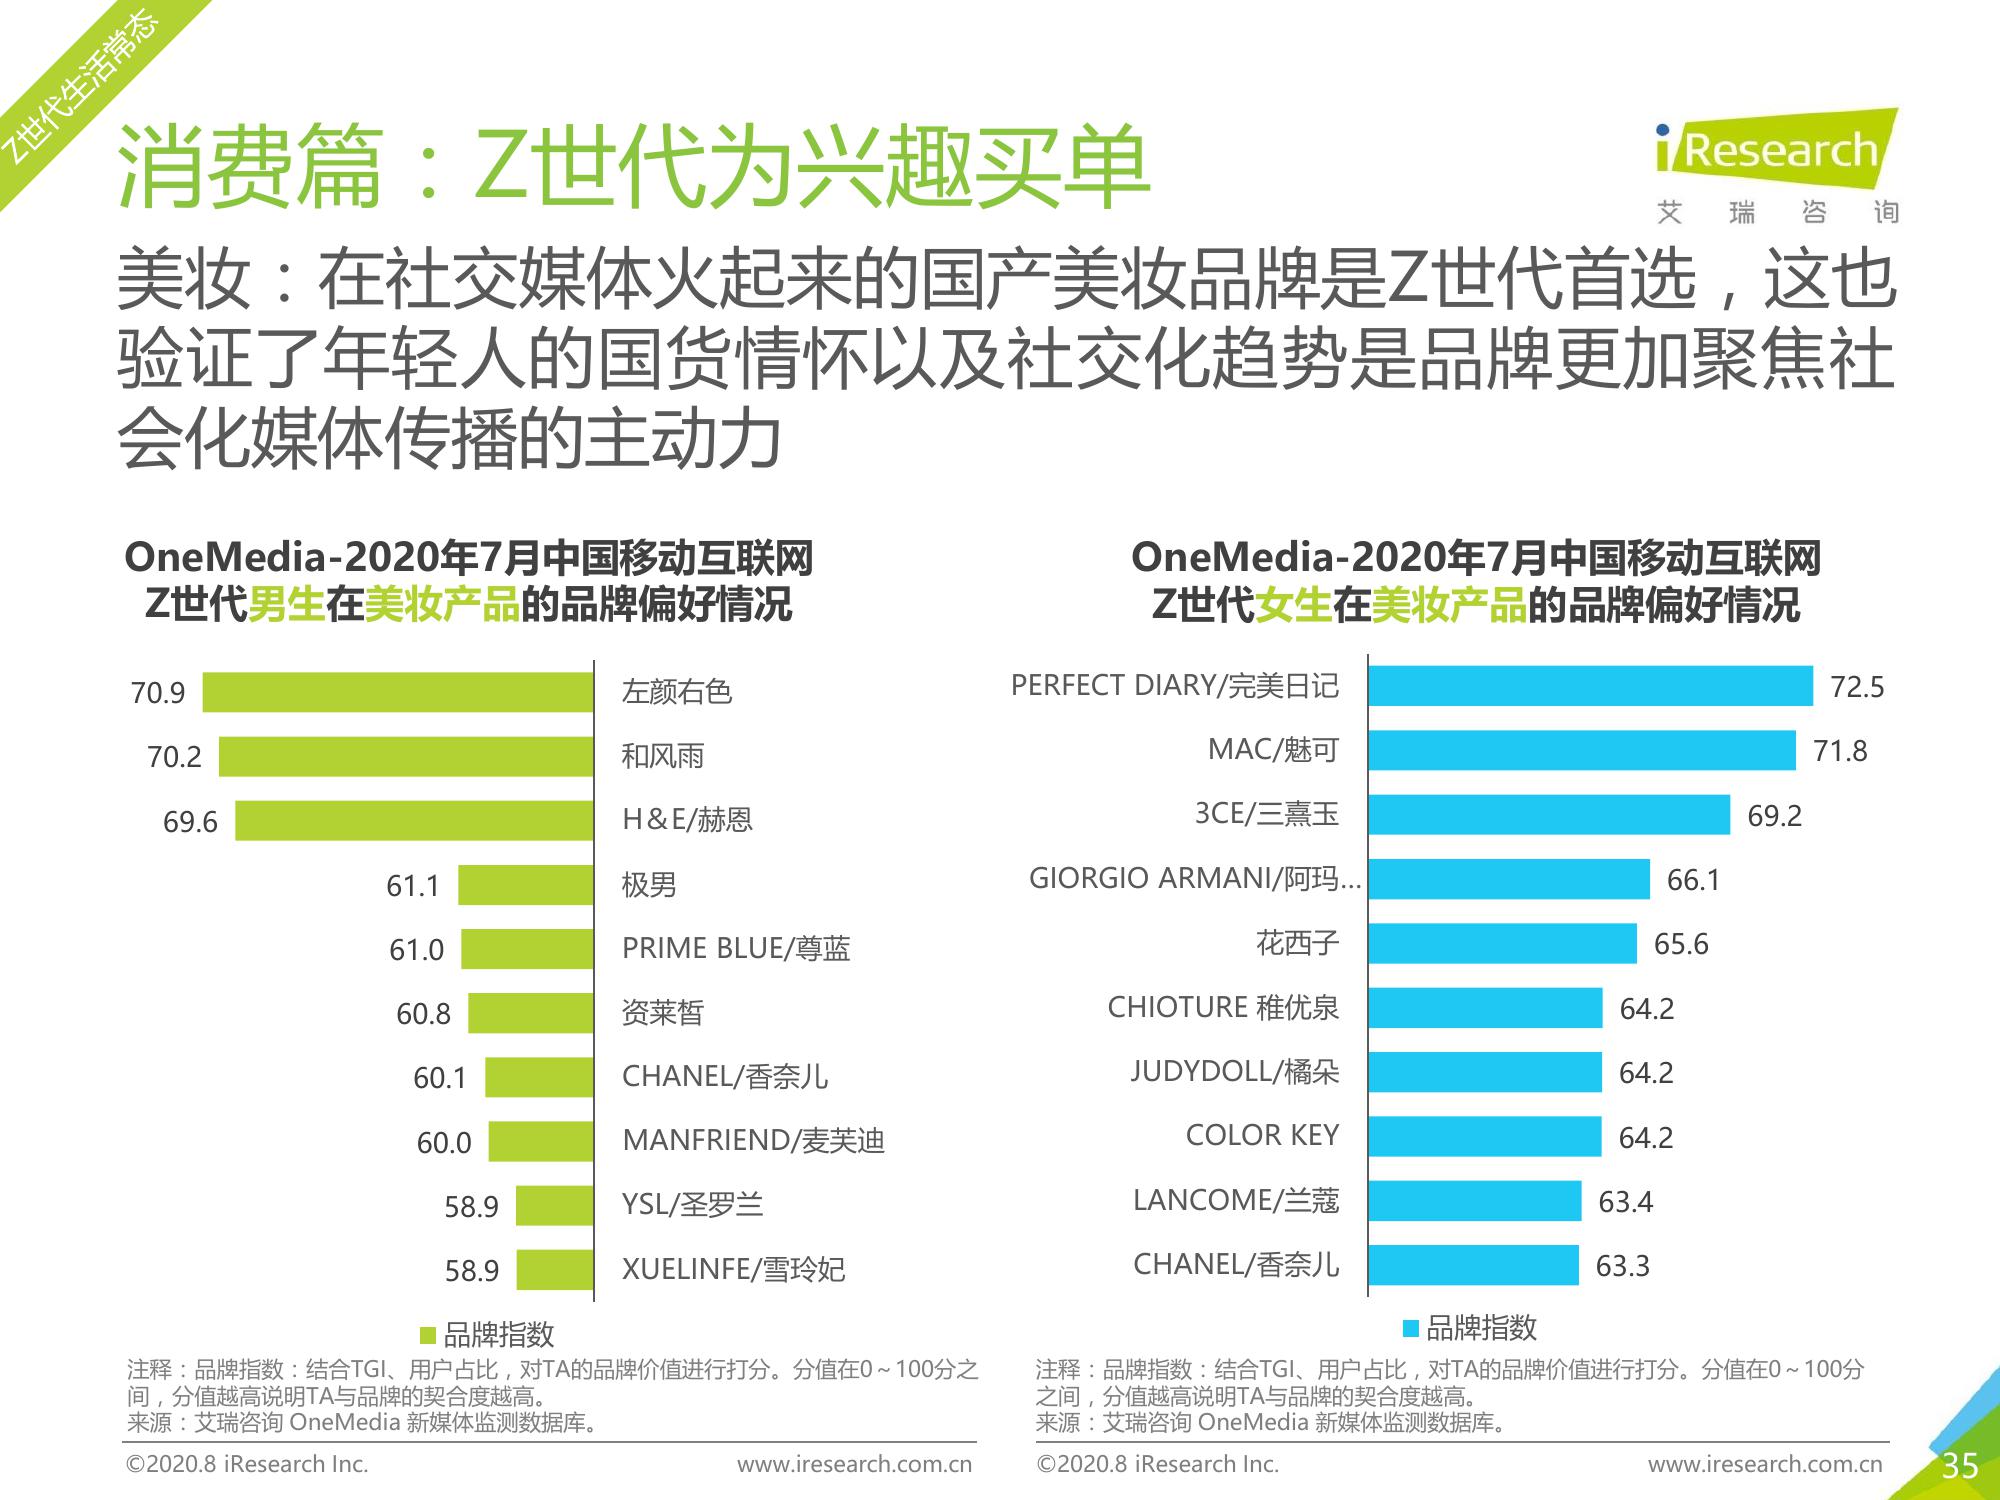 Z世代生活常态
消费篇：Z世代为兴趣买单
iResearch
艾瑞咨询
美妆：在社交媒体火起来的国产美妆品牌是Z世代首选，这也
验证了年轻人的国货情怀以及社交化趋势是品牌更加聚焦社
会化媒体传播的主动力
OneMedia-2020年7月中国移动互联网
Z世代男生在美妆产品的品牌偏好情况
70.9 左颜右色
70.2 和风雨
69.6 H＆E/赫恩
61.1 极男
61.0 PRIME BLUE/尊蓝
60.8 资莱皙
60.1 CHANEL/香奈儿
60.0 MANFRIEND/麦芙迪
58.9 YSL/圣罗兰
58.9 XUELINFE/雪玲妃
品牌指数
注释：品牌指数：结合TGI、用户占比，对TA的品牌价值进行打分。分值在0～100分之
间，分值越高说明TA与品牌的契合度越高。
来源：艾瑞咨询 OneMedia 新媒体监测数据库。
©2020.8 iResearch Inc. www.iresearch.com.cn
OneMedia-2020年7月中国移动互联网
Z世代女生在美妆产品的品牌偏好情况
PERFECT DIARY/完美日记 72.5
MAC/魅可 71.8
3CE/三熹玉 69.2
GIORGIO ARMANI/阿玛... 66.1
花西子 65.6
CHIOTURE 稚优泉 64.2
JUDYDOLL/橘朵 64.2
COLOR KEY 64.2
LANCOME/兰蔻 63.4
CHANEL/香奈儿 63.3
品牌指数
注释：品牌指数：结合TGI、用户占比，对TA的品牌价值进行打分。分值在0～100分
之间，分值越高说明TA与品牌的契合度越高。
来源：艾瑞咨询 OneMedia 新媒体监测数据库。
©2020.8 iResearch Inc. www.iresearch.com.cn
35